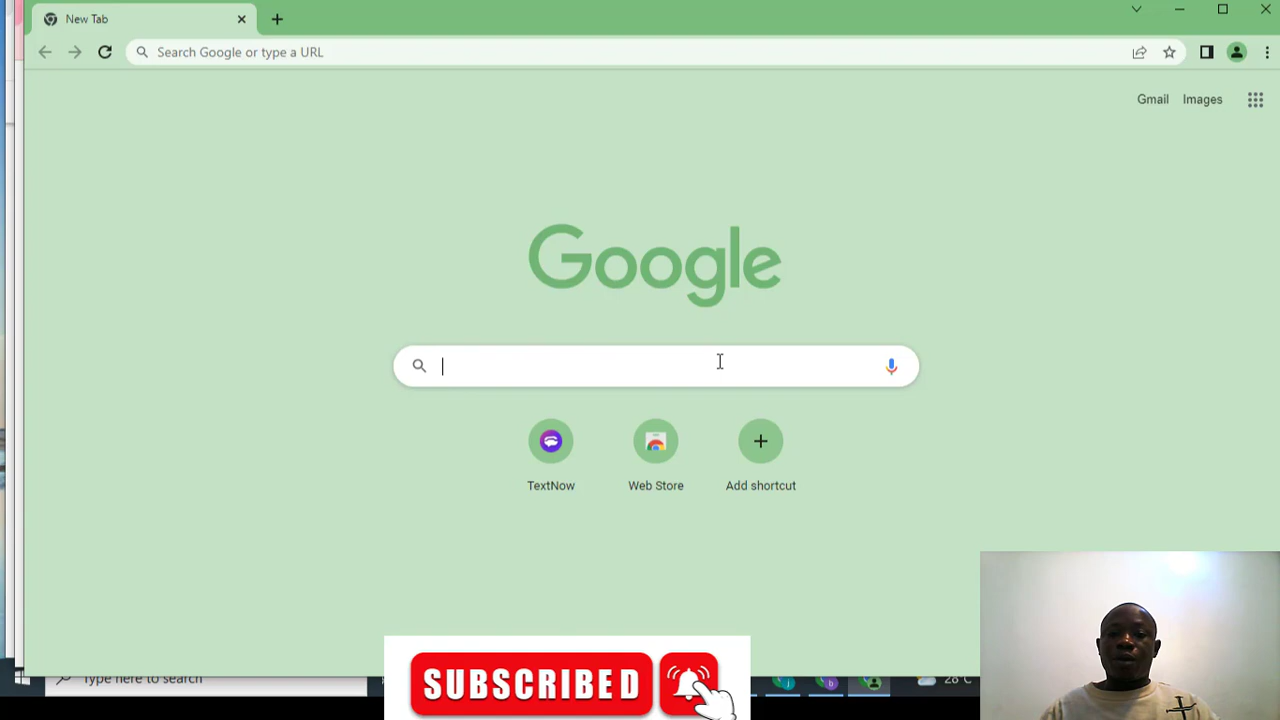 New Tab
Search Google or type a URL
Gmail Images
Google
TextNow Web Store Add shortcut
SUBSCRIBED
Type here to search
28°C